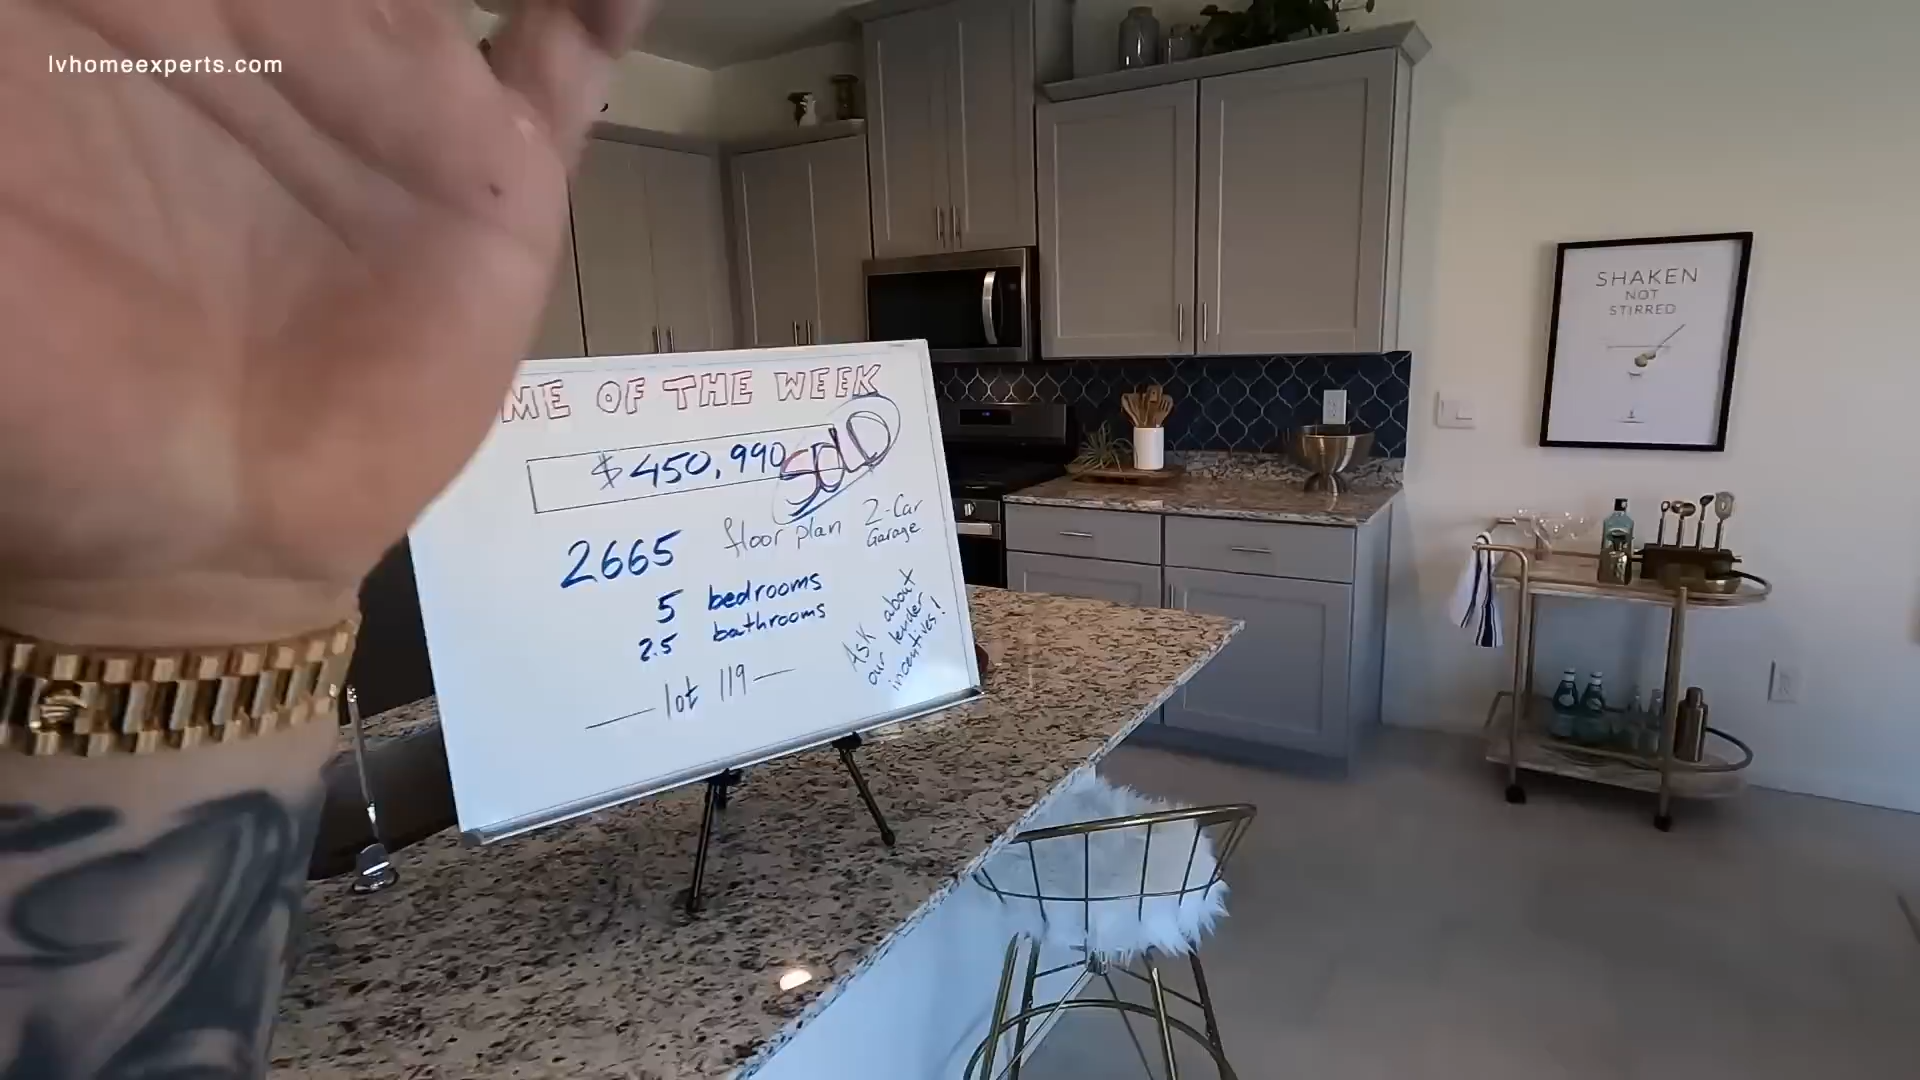 lvhomeexperts.com
ME OF THE WEEK
$450,990 SOLD
2665 floor plan
2-Car
Garage
5 bedrooms
2.5 bathrooms
Ask about
our lender
incentives!
lot 119
SHAKEN
NOT
STIRRED